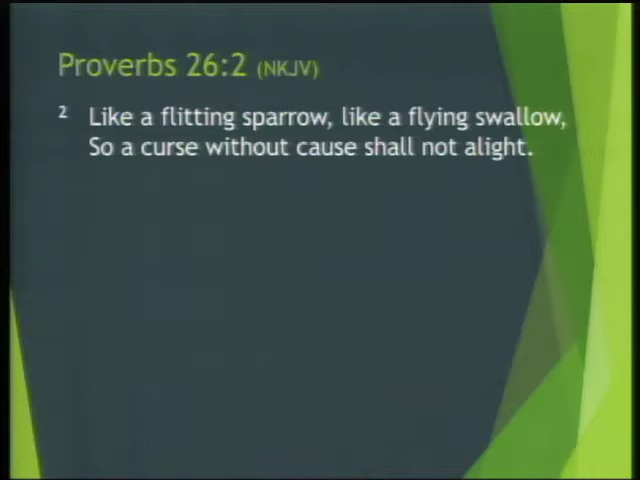 Proverbs 26:2 (NKJV)
2 Like a flitting sparrow, like a flying swallow,
So a curse without cause shall not alight.